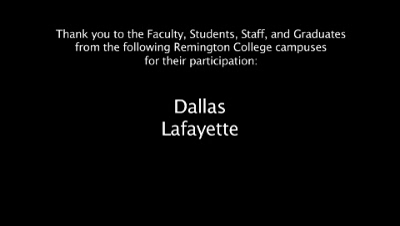 Thank you to the Faculty, Students, Staff, and Graduates
from the following Remington College campuses
for their participation:
Dallas
Lafayette